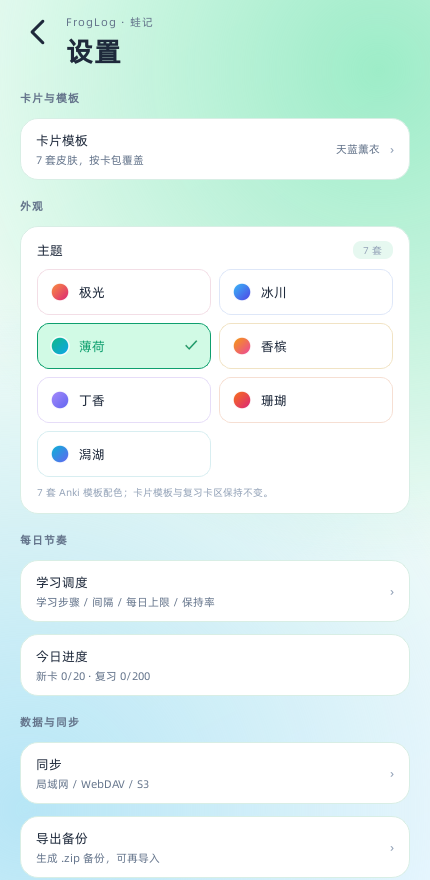 FrogLog · 蛙记
设置
卡片与模板
卡片模板
7 套皮肤，按卡包覆盖
天蓝薰衣 ›
外观
主题
7 套
极光
冰川
薄荷
香槟
丁香
珊瑚
潟湖
7 套 Anki 模板配色；卡片模板与复习卡区保持不变。
每日节奏
学习调度
学习步骤 / 间隔 / 每日上限 / 保持率
›
今日进度
新卡 0/20 · 复习 0/200
数据与同步
同步
局域网 / WebDAV / S3
›
导出备份
生成 .zip 备份，可再导入
›